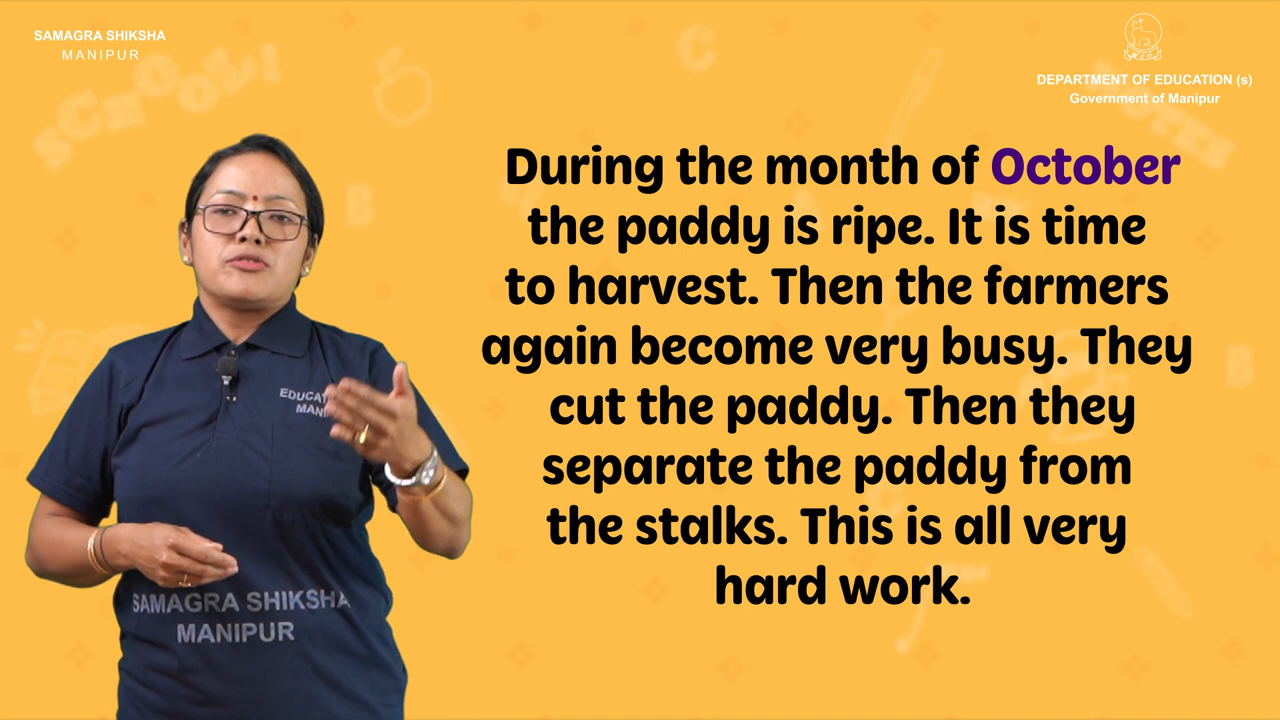 SAMAGRA SHIKSHA
MANIPUR
DEPARTMENT OF EDUCATION (s)
Government of Manipur
During the month of October
the paddy is ripe. It is time
to harvest. Then the farmers
again become very busy. They
cut the paddy. Then they
separate the paddy from
the stalks. This is all very
hard work.
SAMAGRA SHIKSHA
MANIPUR